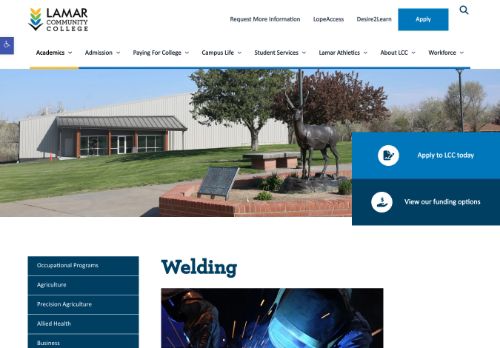 LAMAR
COMMUNITY
COLLEGE
Request More Information LopeAccess Desire2Learn Apply
Academics Admission Paying For College Campus Life Student Services Lamar Athletics About LCC Workforce
Apply to LCC today
View our funding options
Occupational Programs
Agriculture
Precision Agriculture
Allied Health
Business
Welding